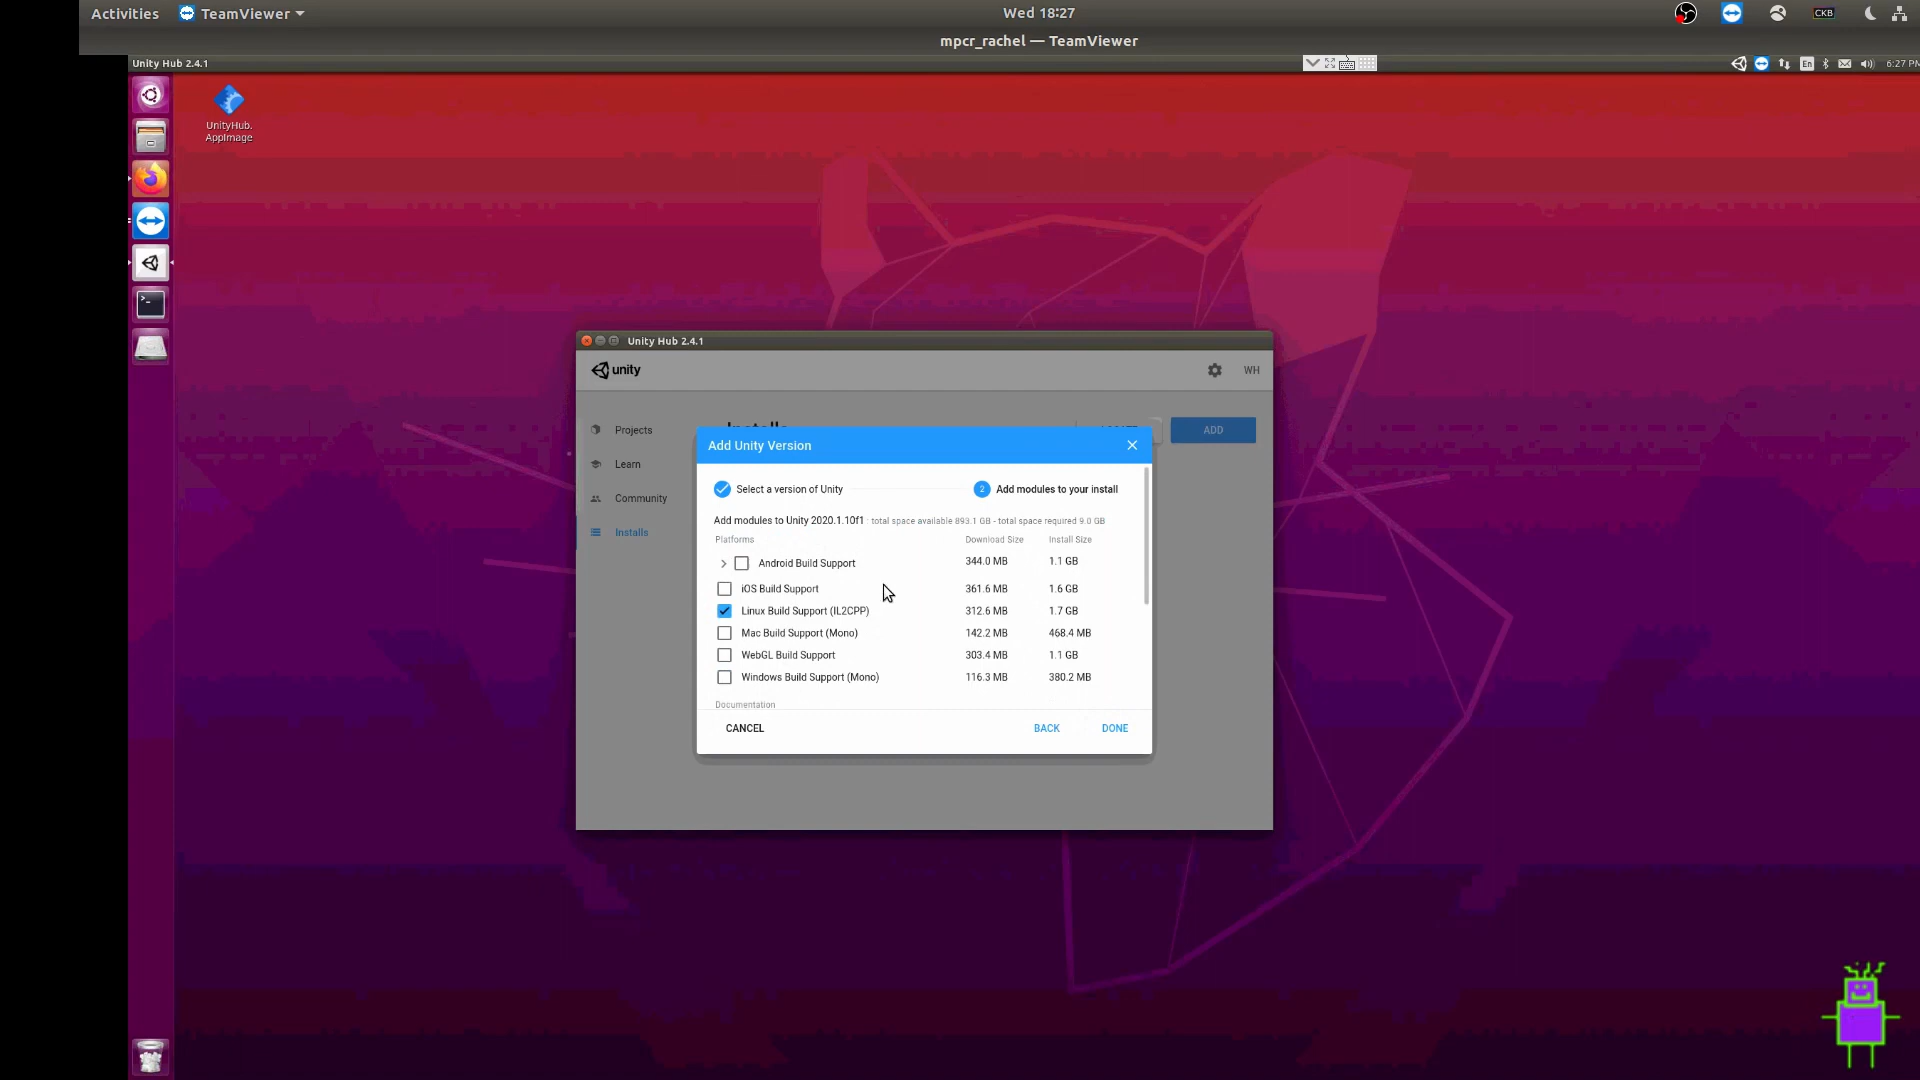 Activities TeamViewer Wed 18:27 CKB
mpcr_rachel — TeamViewer
Unity Hub 2.4.1 En 6:27 PM
UnityHub.
AppImage
Unity Hub 2.4.1
unity WH
Projects
Learn
Community
Installs
ADD
Add Unity Version
Select a version of Unity 2 Add modules to your install
Add modules to Unity 2020.1.10f1 total space available 893.1 GB - total space required 9.0 GB
Platforms Download Size Install Size
Android Build Support 344.0 MB 1.1 GB
iOS Build Support 361.6 MB 1.6 GB
Linux Build Support (IL2CPP) 312.6 MB 1.7 GB
Mac Build Support (Mono) 142.2 MB 468.4 MB
WebGL Build Support 303.4 MB 1.1 GB
Windows Build Support (Mono) 116.3 MB 380.2 MB
Documentation
CANCEL BACK DONE